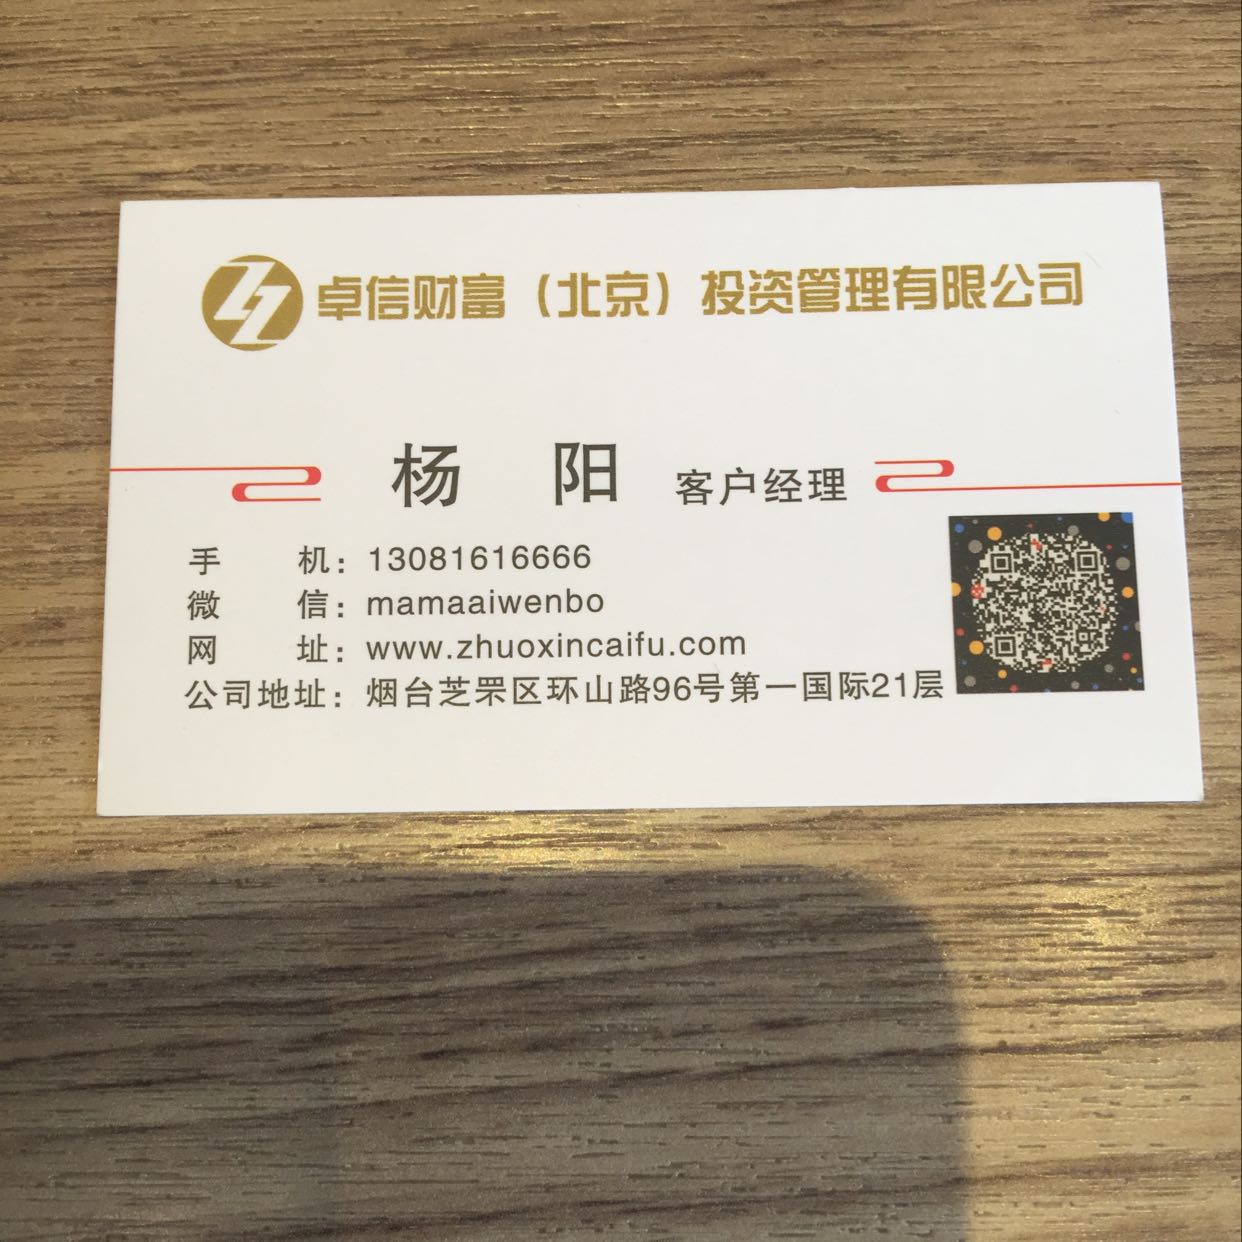 卓信财富（北京）投资管理有限公司
杨 阳 客户经理
手 机：13081616666
微 信：mamaaiwenbo
网 址：www.zhuoxincaifu.com
公司地址：烟台芝罘区环山路96号第一国际21层